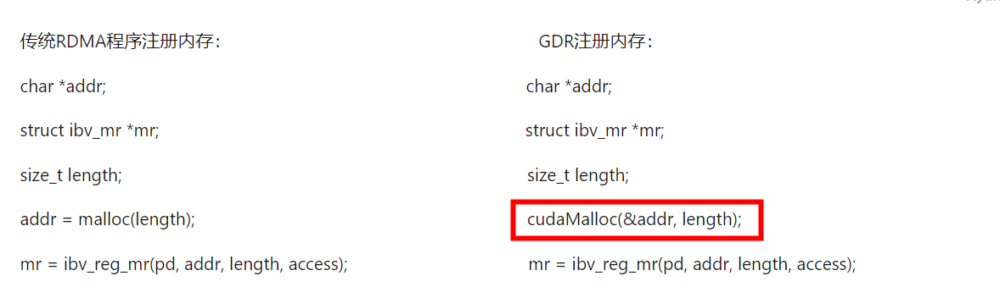 传统RDMA程序注册内存：
char *addr;
struct ibv_mr *mr;
size_t length;
addr = malloc(length);
mr = ibv_reg_mr(pd, addr, length, access);
GDR注册内存：
char *addr;
struct ibv_mr *mr;
size_t length;
cudaMalloc(&addr, length);
mr = ibv_reg_mr(pd, addr, length, access);